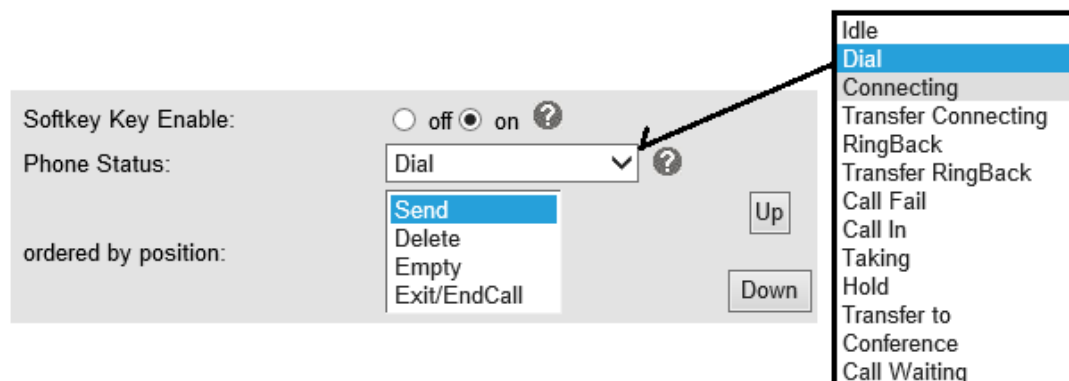 Softkey Key Enable: off on ?
Phone Status: Dial ?
ordered by position:
Send
Delete
Empty
Exit/EndCall
Up
Down
Idle
Dial
Connecting
Transfer Connecting
RingBack
Transfer RingBack
Call Fail
Call In
Taking
Hold
Transfer to
Conference
Call Waiting